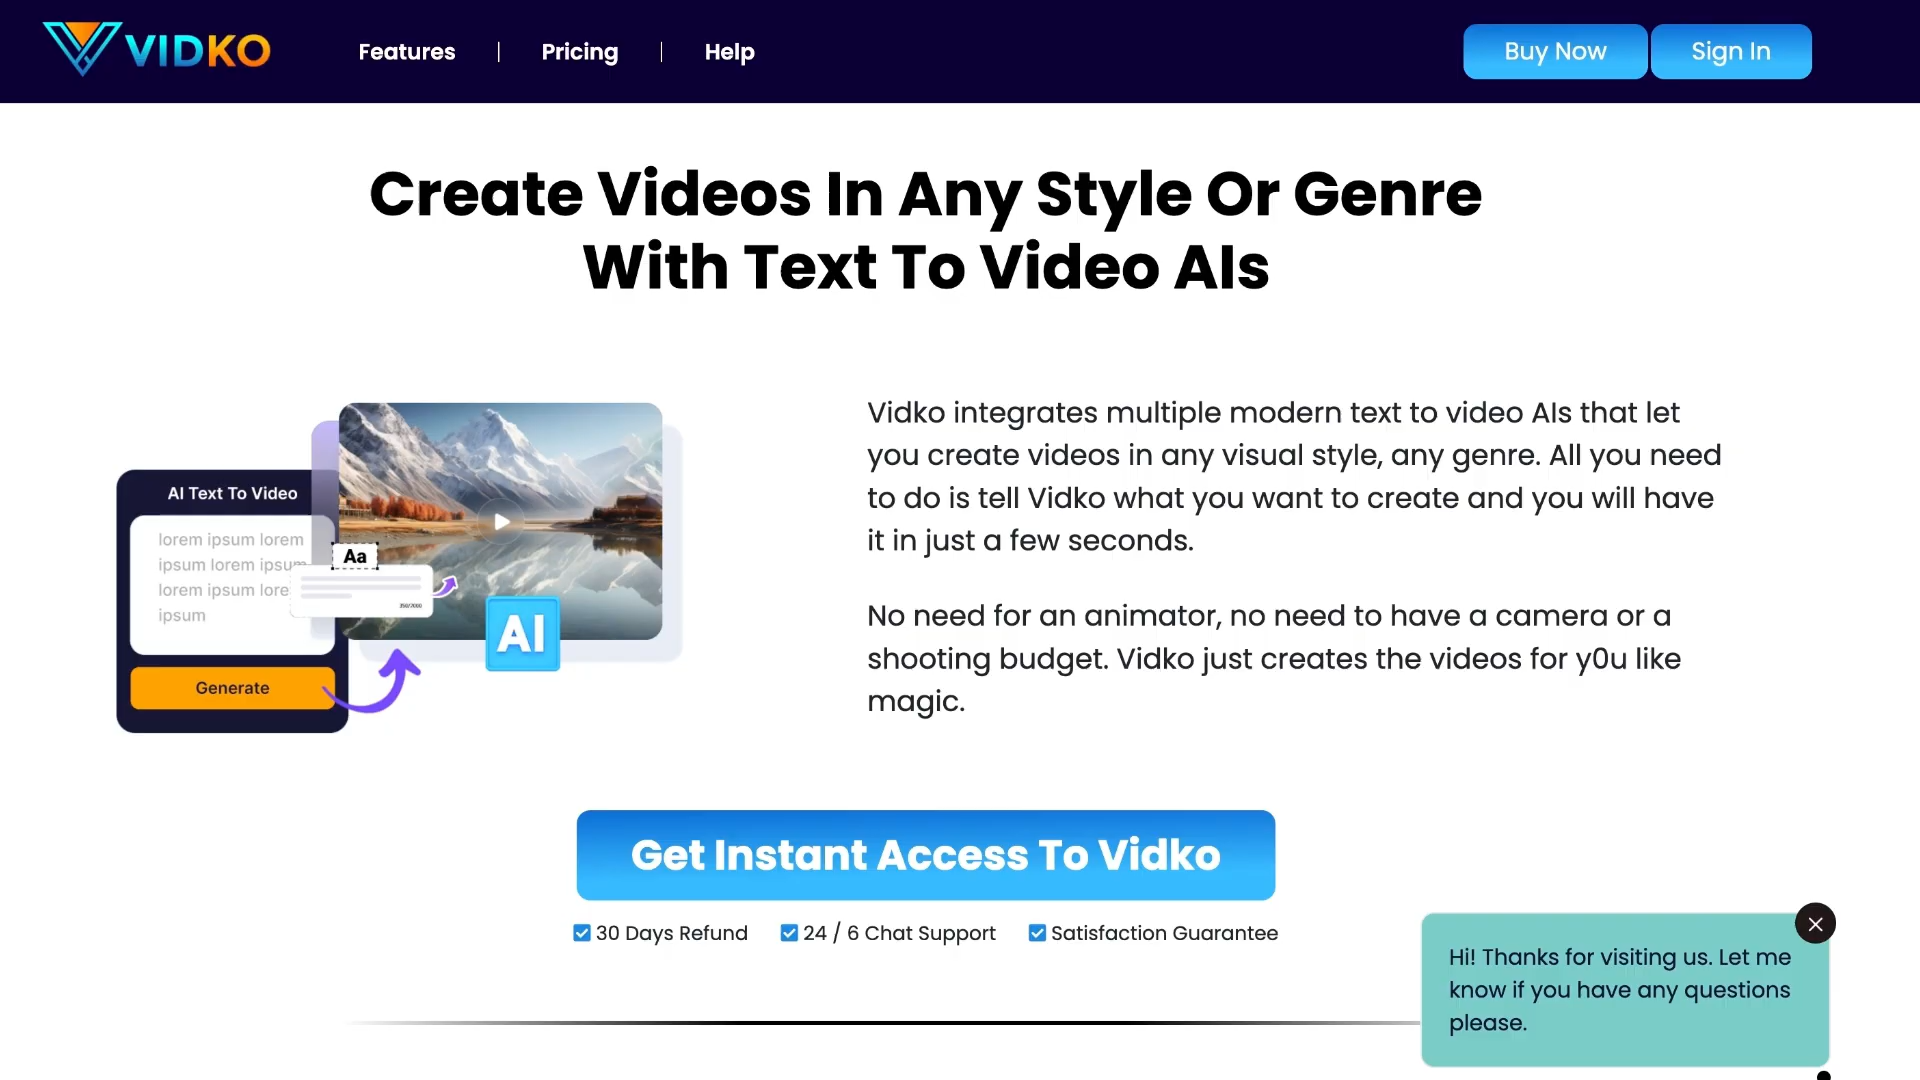 VIDKO
Features | Pricing | Help
Buy Now
Sign In
Create Videos In Any Style Or Genre
With Text To Video AIs
AI Text To Video
lorem ipsum lorem
ipsum lorem ipsum
lorem ipsum lore
ipsum
Aa
350/2000
AI
Generate
Vidko integrates multiple modern text to video AIs that let
you create videos in any visual style, any genre. All you need
to do is tell Vidko what you want to create and you will have
it in just a few seconds.
No need for an animator, no need to have a camera or a
shooting budget. Vidko just creates the videos for y0u like
magic.
Get Instant Access To Vidko
30 Days Refund
24 / 6 Chat Support
Satisfaction Guarantee
Hi! Thanks for visiting us. Let me
know if you have any questions
please.